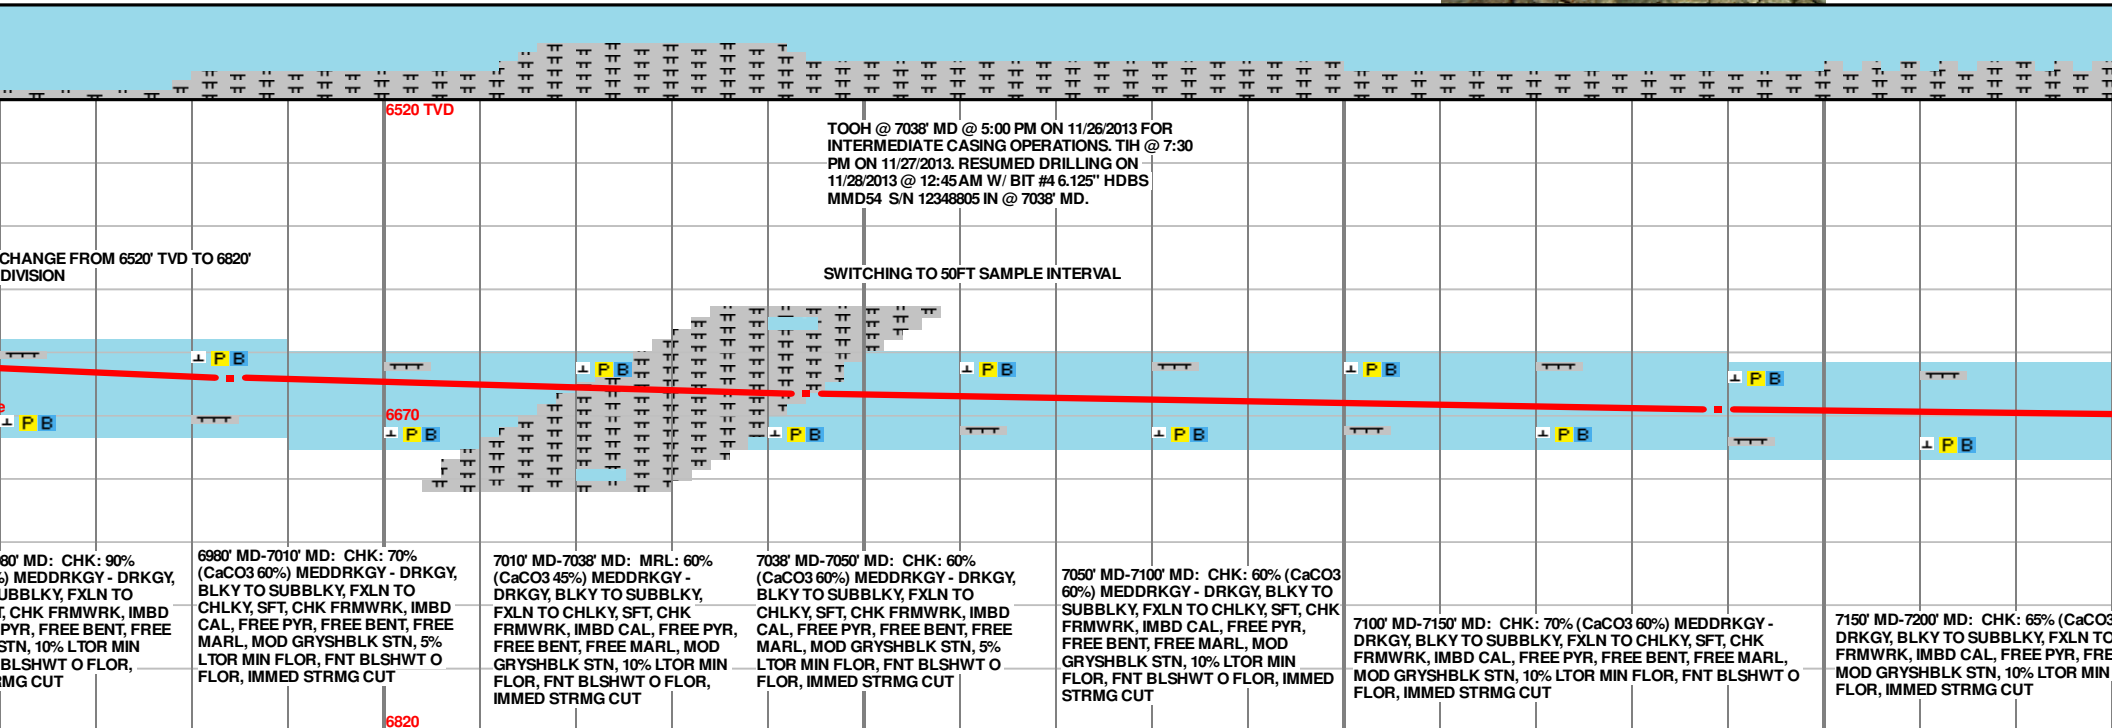 6520 TVD
TOOH @ 7038' MD @ 5:00 PM ON 11/26/2013 FOR
INTERMEDIATE CASING OPERATIONS. TIH @ 7:30
PM ON 11/27/2013. RESUMED DRILLING ON
11/28/2013 @ 12:45 AM W/ BIT #4 6.125" HDBS
MMD54 S/N 12348805 IN @ 7038' MD.
CHANGE FROM 6520' TVD TO 6820'
DIVISION
SWITCHING TO 50FT SAMPLE INTERVAL
P B
P B
P B
P B
P B
e
6670
P B
P B
P B
P B
P B
P B
80' MD: CHK: 90%
%) MEDDRKGY - DRKGY,
UBBLKY, FXLN TO
T, CHK FRMWRK, IMBD
PYR, FREE BENT, FREE
STN, 10% LTOR MIN
BLSHWT O FLOR,
RMG CUT
6980' MD-7010' MD: CHK: 70%
(CaCO3 60%) MEDDRKGY - DRKGY,
BLKY TO SUBBLKY, FXLN TO
CHLKY, SFT, CHK FRMWRK, IMBD
CAL, FREE PYR, FREE BENT, FREE
MARL, MOD GRYSHBLK STN, 5%
LTOR MIN FLOR, FNT BLSHWT O
FLOR, IMMED STRMG CUT
7010' MD-7038' MD: MRL: 60%
(CaCO3 45%) MEDDRKGY -
DRKGY, BLKY TO SUBBLKY,
FXLN TO CHLKY, SFT, CHK
FRMWRK, IMBD CAL, FREE PYR,
FREE BENT, FREE MARL, MOD
GRYSHBLK STN, 10% LTOR MIN
FLOR, FNT BLSHWT O FLOR,
IMMED STRMG CUT
7038' MD-7050' MD: CHK: 60%
(CaCO3 60%) MEDDRKGY - DRKGY,
BLKY TO SUBBLKY, FXLN TO
CHLKY, SFT, CHK FRMWRK, IMBD
CAL, FREE PYR, FREE BENT, FREE
MARL, MOD GRYSHBLK STN, 5%
LTOR MIN FLOR, FNT BLSHWT O
FLOR, IMMED STRMG CUT
7050' MD-7100' MD: CHK: 60% (CaCO3
60%) MEDDRKGY - DRKGY, BLKY TO
SUBBLKY, FXLN TO CHLKY, SFT, CHK
FRMWRK, IMBD CAL, FREE PYR,
FREE BENT, FREE MARL, MOD
GRYSHBLK STN, 10% LTOR MIN
FLOR, FNT BLSHWT O FLOR, IMMED
STRMG CUT
7100' MD-7150' MD: CHK: 70% (CaCO3 60%) MEDDRKGY -
DRKGY, BLKY TO SUBBLKY, FXLN TO CHLKY, SFT, CHK
FRMWRK, IMBD CAL, FREE PYR, FREE BENT, FREE MARL,
MOD GRYSHBLK STN, 10% LTOR MIN FLOR, FNT BLSHWT O
FLOR, IMMED STRMG CUT
7150' MD-7200' MD: CHK: 65% (CaCO3
DRKGY, BLKY TO SUBBLKY, FXLN TO
FRMWRK, IMBD CAL, FREE PYR, FRE
MOD GRYSHBLK STN, 10% LTOR MIN
FLOR, IMMED STRMG CUT
6820